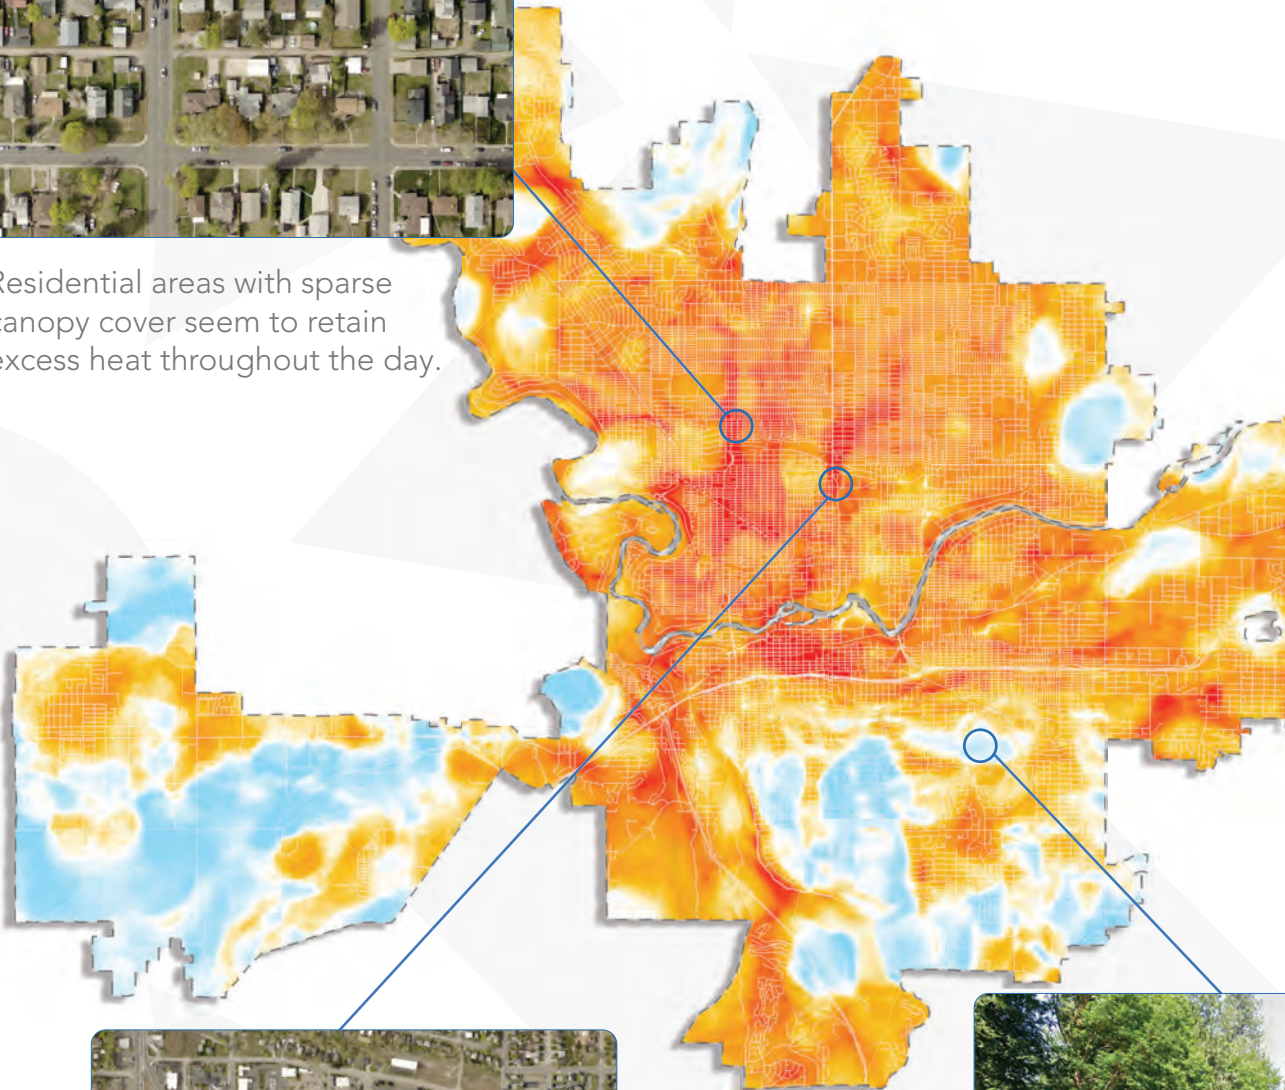 Residential areas with sparse
canopy cover seem to retain
excess heat throughout the day.